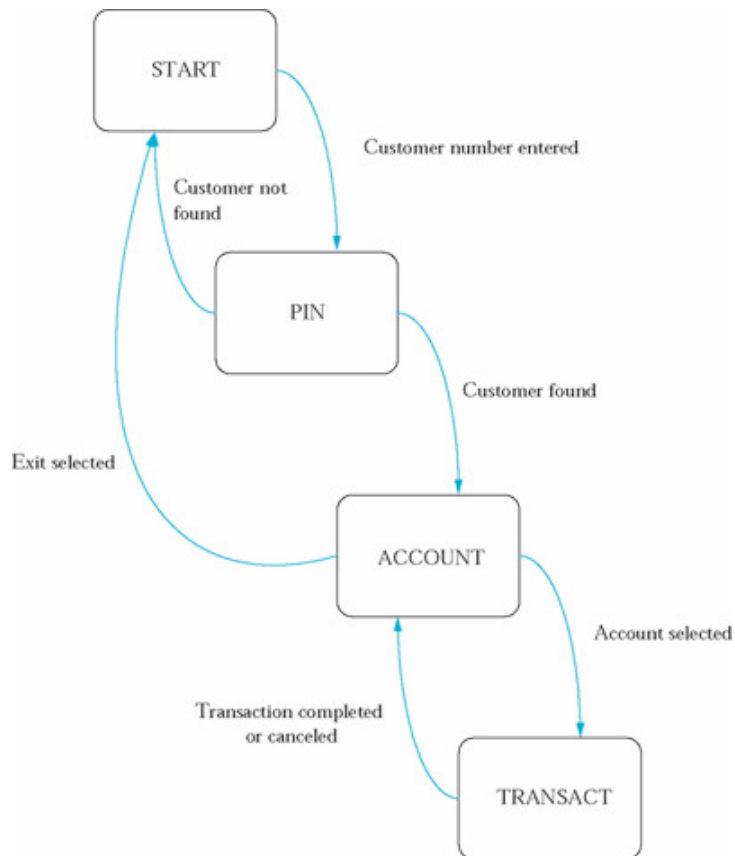 START
Customer number entered
Customer not
found
PIN
Customer found
Exit selected
ACCOUNT
Account selected
Transaction completed
or canceled
TRANSACT